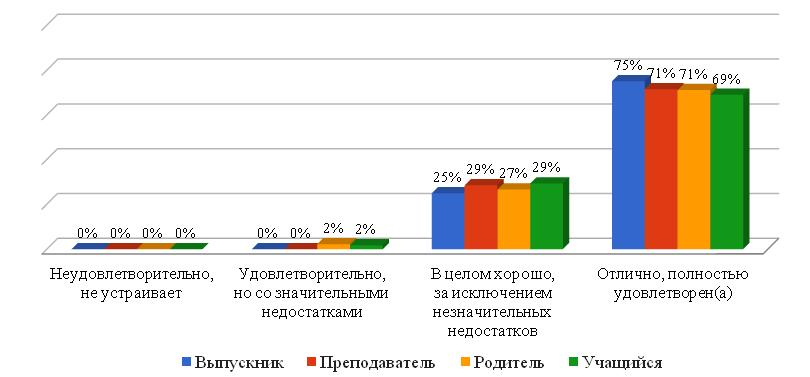 75%
71%
71%
69%
25%
29%
27%
29%
0%
0%
0%
0%
0%
0%
2%
2%
Неудовлетворительно,
не устраивает
Удовлетворительно,
но со значительными
недостатками
В целом хорошо,
за исключением
незначительных
недостатков
Отлично, полностью
удовлетворен(а)
Выпускник Преподаватель Родитель Учащийся